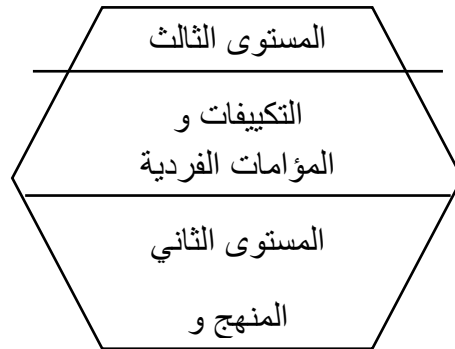 المستوى الثالث
التكييفات و
المؤامات الفردية
المستوى الثاني
المنهج و